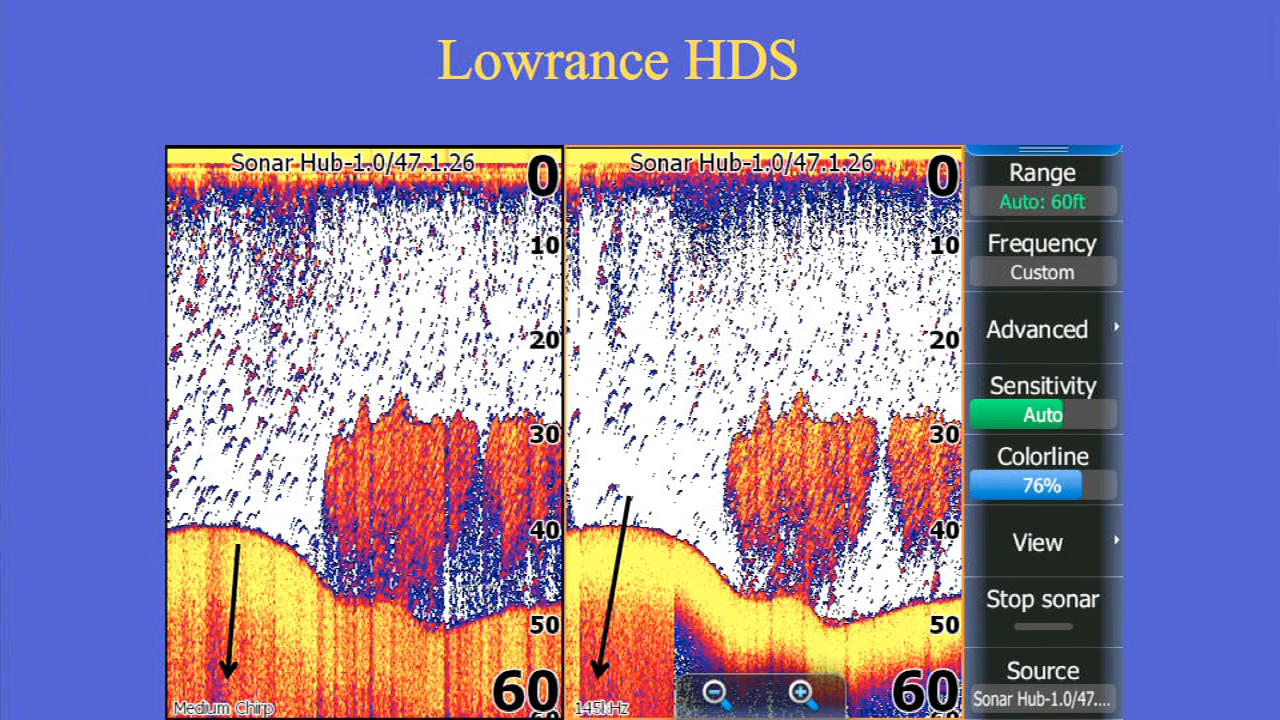 Lowrance HDS
Sonar Hub-1.0/47.1.26
0
10
20
30
40
50
60
Medium Chirp
Sonar Hub-1.0/47.1.26
0
10
20
30
40
50
60
145kHz
Range
Auto: 60ft
Frequency
Custom
Advanced
Sensitivity
Auto
Colorline
76%
View
Stop sonar
Source
Sonar Hub-1.0/47....